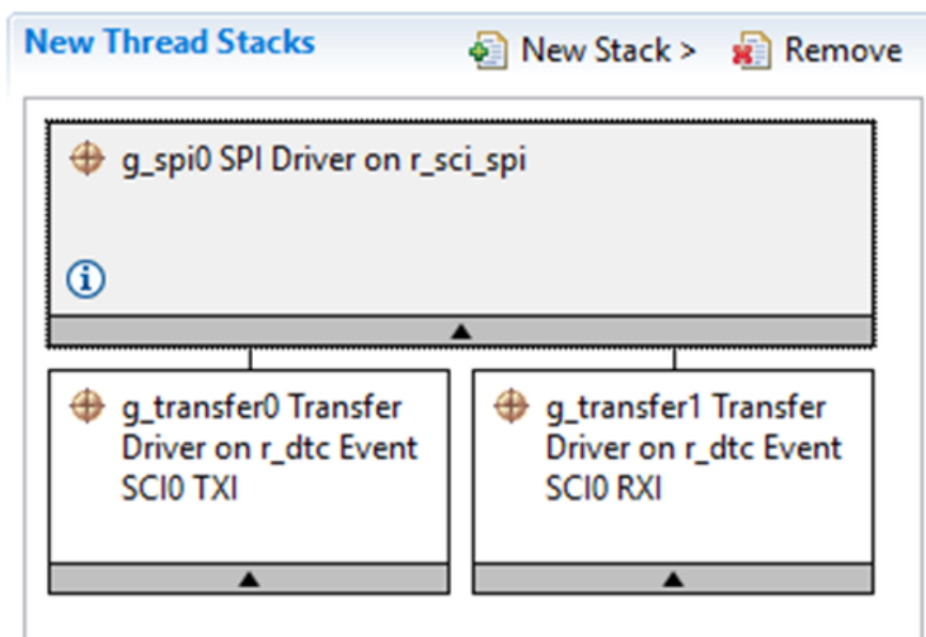 New Thread Stacks
New Stack >
Remove
g_spi0 SPI Driver on r_sci_spi
g_transfer0 Transfer
Driver on r_dtc Event
SCI0 TXI
g_transfer1 Transfer
Driver on r_dtc Event
SCI0 RXI